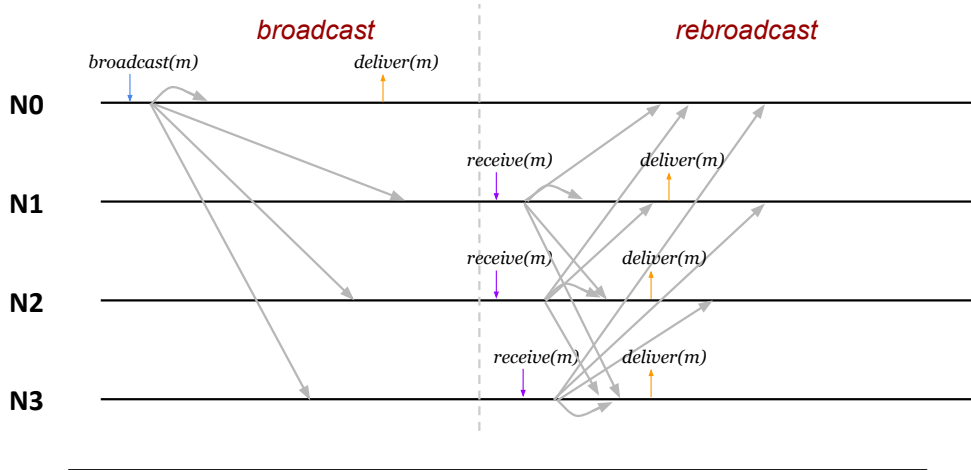 broadcast rebroadcast
broadcast(m) deliver(m)
N0
receive(m) deliver(m)
N1
receive(m) deliver(m)
N2
receive(m) deliver(m)
N3